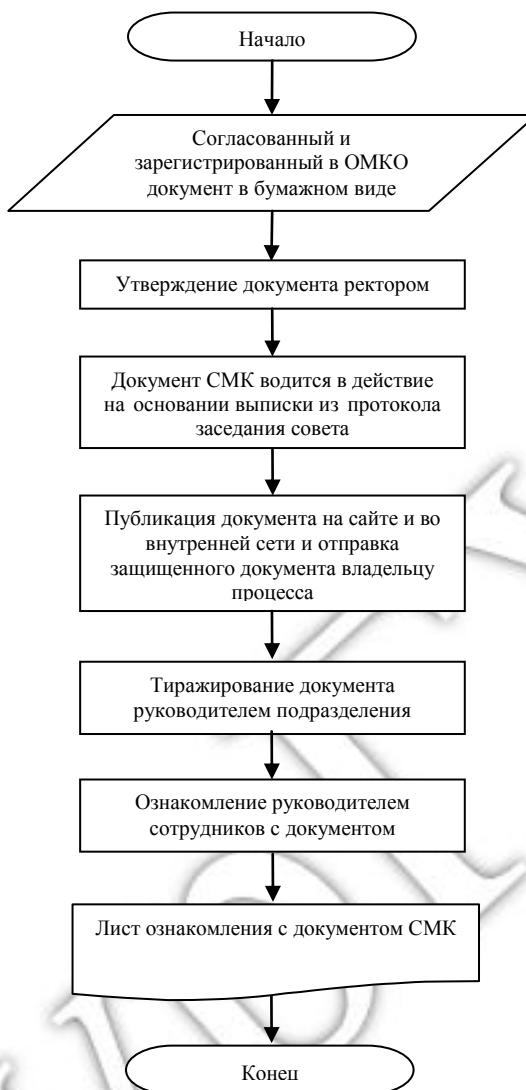 Начало
Согласованный и
зарегистрированный в ОМКО
документ в бумажном виде
Утверждение документа ректором
Документ СМК водится в действие
на основании выписки из протокола
заседания совета
Публикация документа на сайте и во
внутренней сети и отправка
защищенного документа владельцу
процесса
Тиражирование документа
руководителем подразделения
Ознакомление руководителем
сотрудников с документом
Лист ознакомления с документом СМК
Конец